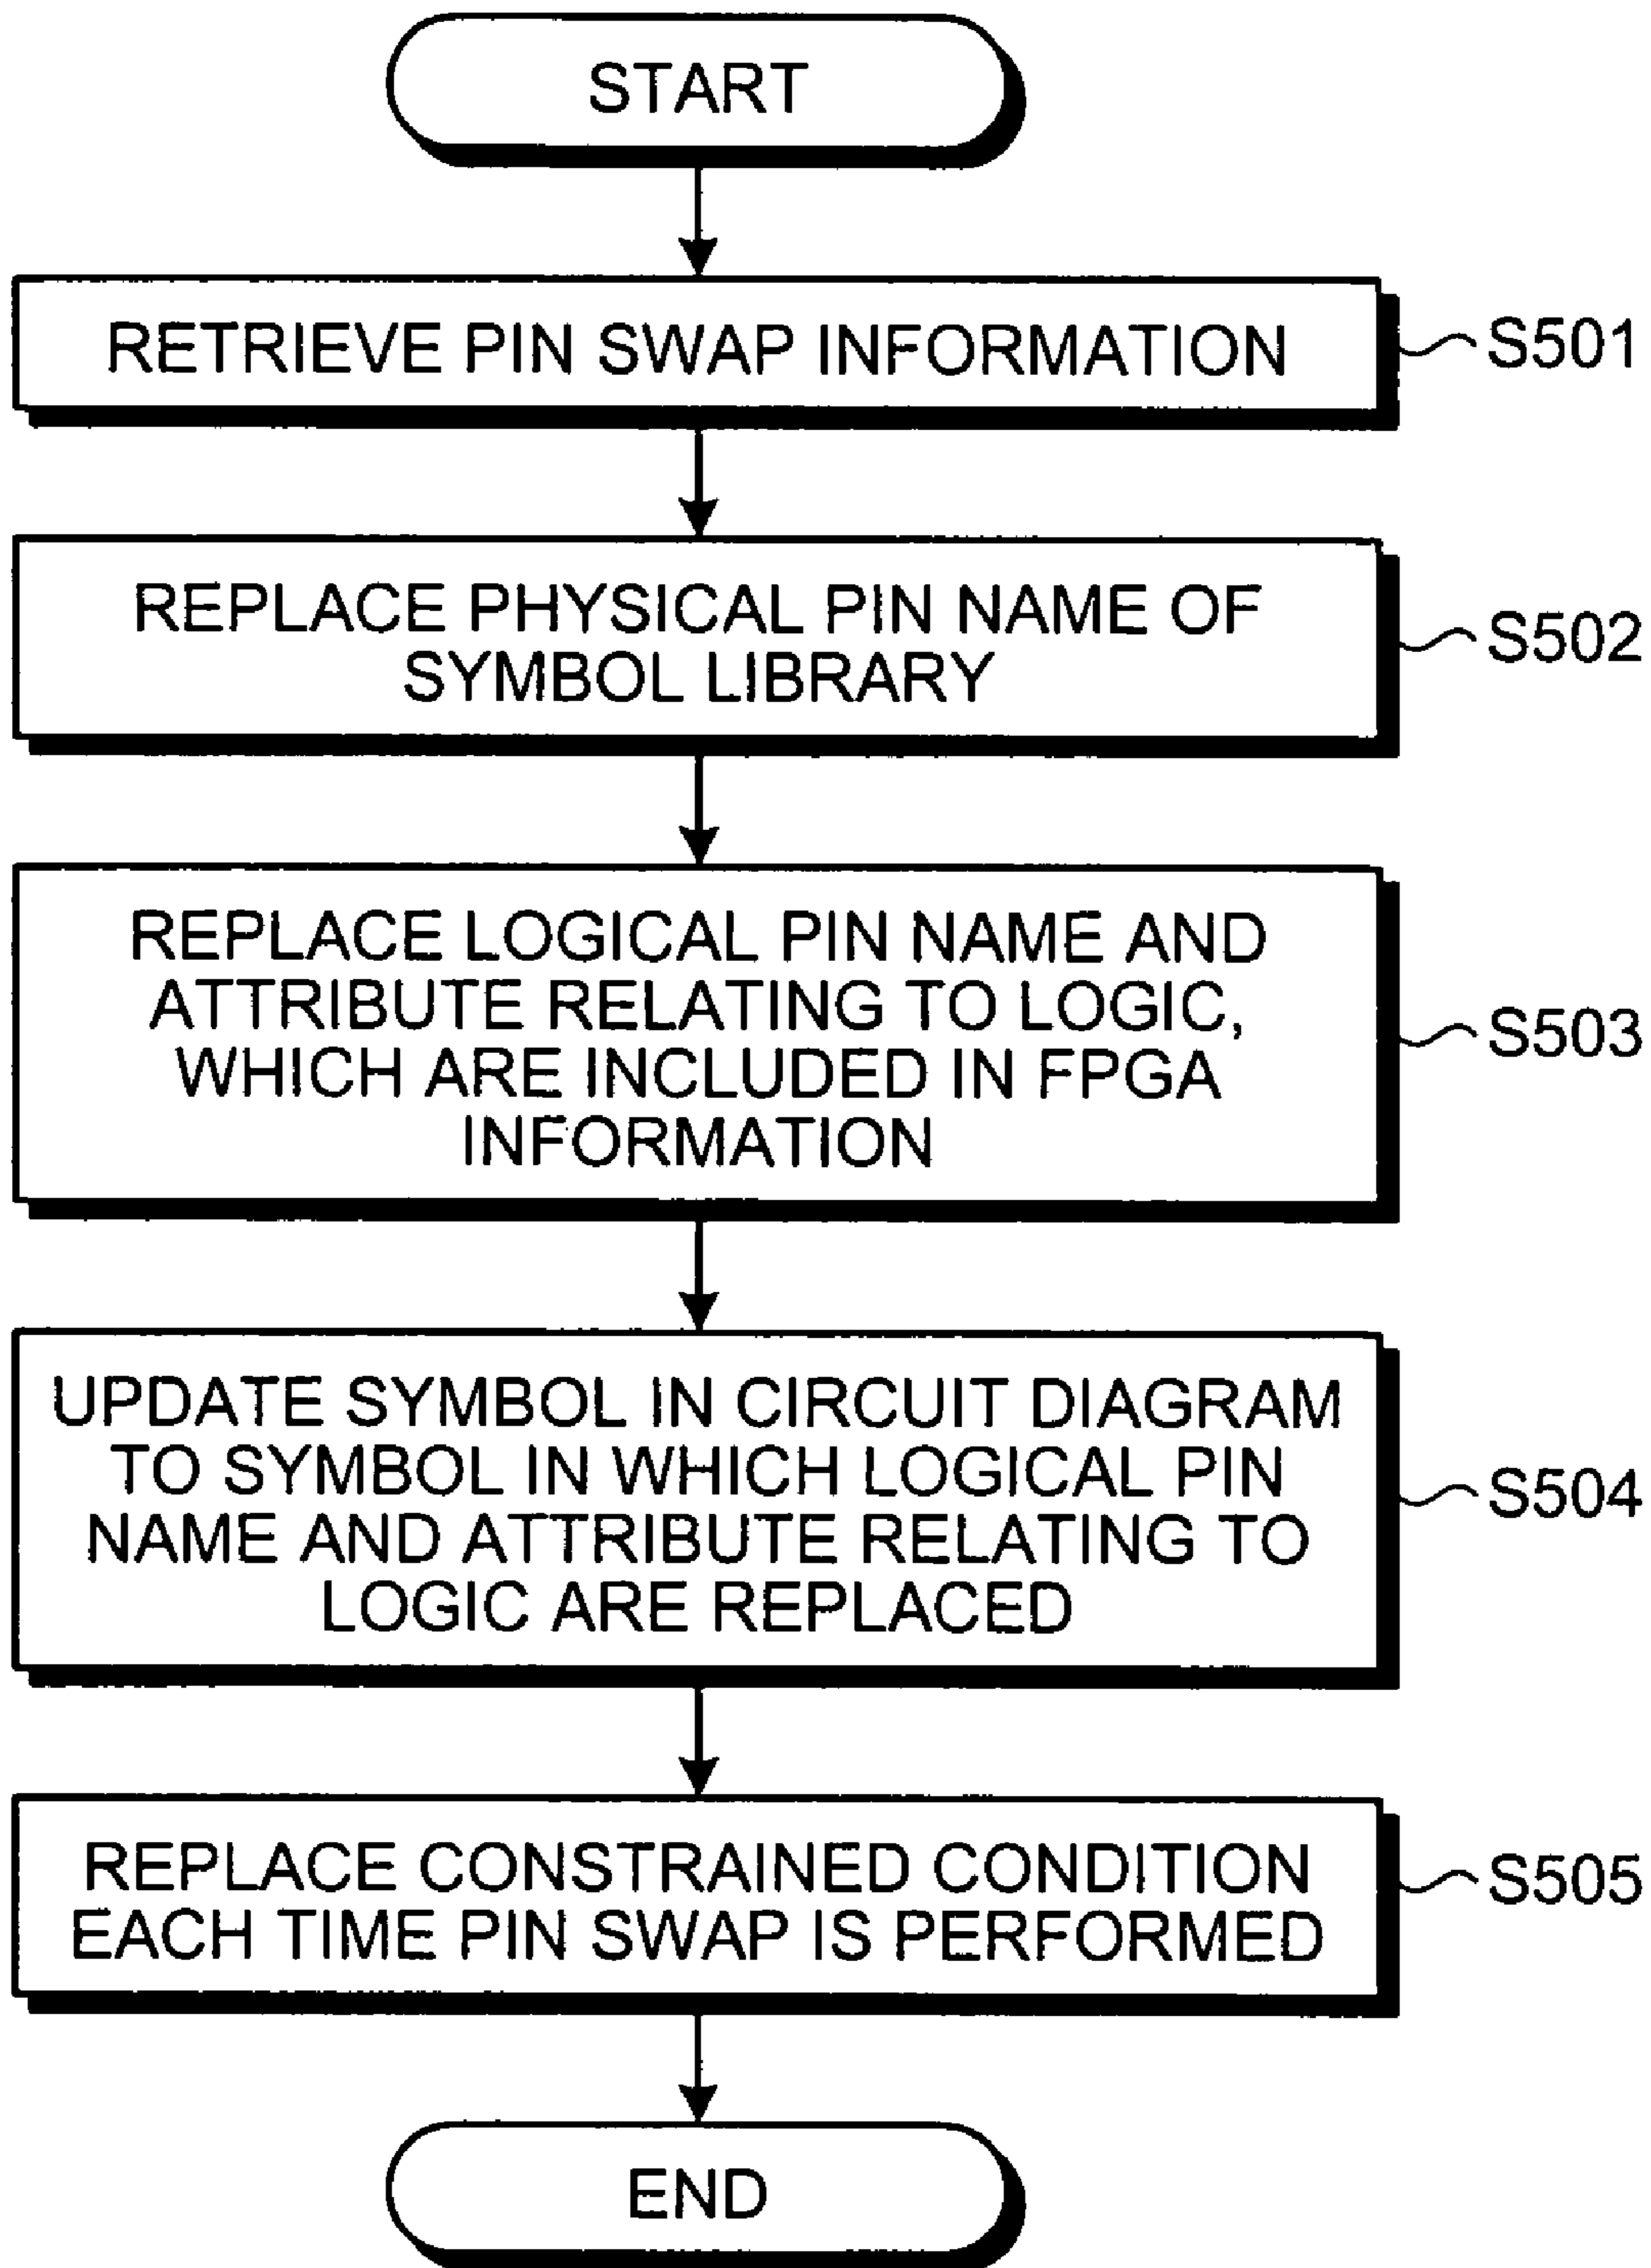 START
RETRIEVE PIN SWAP INFORMATION
S501
REPLACE PHYSICAL PIN NAME OF
SYMBOL LIBRARY
S502
REPLACE LOGICAL PIN NAME AND
ATTRIBUTE RELATING TO LOGIC,
WHICH ARE INCLUDED IN FPGA
INFORMATION
S503
UPDATE SYMBOL IN CIRCUIT DIAGRAM
TO SYMBOL IN WHICH LOGICAL PIN
NAME AND ATTRIBUTE RELATING TO
LOGIC ARE REPLACED
S504
REPLACE CONSTRAINED CONDITION
EACH TIME PIN SWAP IS PERFORMED
S505
END